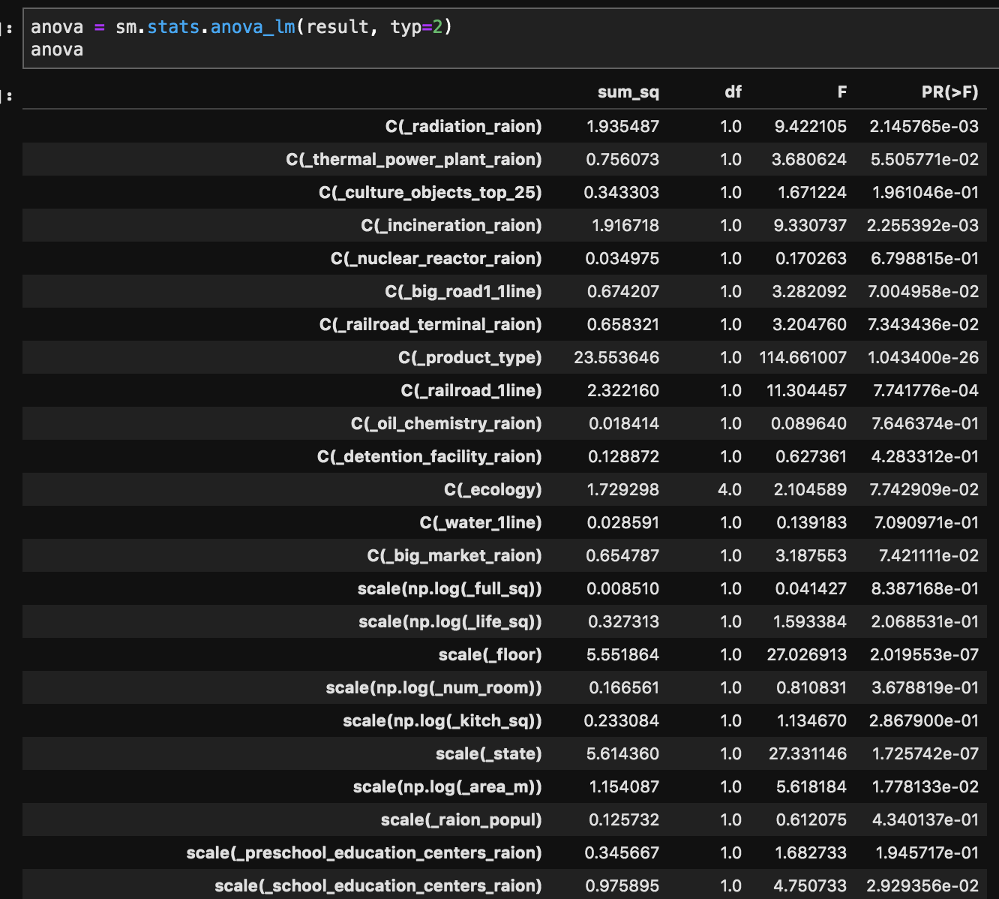 ]: anova = sm.stats.anova_lm(result, typ=2)
anova
]:
sum_sq df F PR(>F)
C(_radiation_raion) 1.935487 1.0 9.422105 2.145765e-03
C(_thermal_power_plant_raion) 0.756073 1.0 3.680624 5.505771e-02
C(_culture_objects_top_25) 0.343303 1.0 1.671224 1.961046e-01
C(_incineration_raion) 1.916718 1.0 9.330737 2.255392e-03
C(_nuclear_reactor_raion) 0.034975 1.0 0.170263 6.798815e-01
C(_big_road1_1line) 0.674207 1.0 3.282092 7.004958e-02
C(_railroad_terminal_raion) 0.658321 1.0 3.204760 7.343436e-02
C(_product_type) 23.553646 1.0 114.661007 1.043400e-26
C(_railroad_1line) 2.322160 1.0 11.304457 7.741776e-04
C(_oil_chemistry_raion) 0.018414 1.0 0.089640 7.646374e-01
C(_detention_facility_raion) 0.128872 1.0 0.627361 4.283312e-01
C(_ecology) 1.729298 4.0 2.104589 7.742909e-02
C(_water_1line) 0.028591 1.0 0.139183 7.090971e-01
C(_big_market_raion) 0.654787 1.0 3.187553 7.421111e-02
scale(np.log(_full_sq)) 0.008510 1.0 0.041427 8.387168e-01
scale(np.log(_life_sq)) 0.327313 1.0 1.593384 2.068531e-01
scale(_floor) 5.551864 1.0 27.026913 2.019553e-07
scale(np.log(_num_room)) 0.166561 1.0 0.810831 3.678819e-01
scale(np.log(_kitch_sq)) 0.233084 1.0 1.134670 2.867900e-01
scale(_state) 5.614360 1.0 27.331146 1.725742e-07
scale(np.log(_area_m)) 1.154087 1.0 5.618184 1.778133e-02
scale(_raion_popul) 0.125732 1.0 0.612075 4.340137e-01
scale(_preschool_education_centers_raion) 0.345667 1.0 1.682733 1.945717e-01
scale(_school_education_centers_raion) 0.975895 1.0 4.750733 2.929356e-02